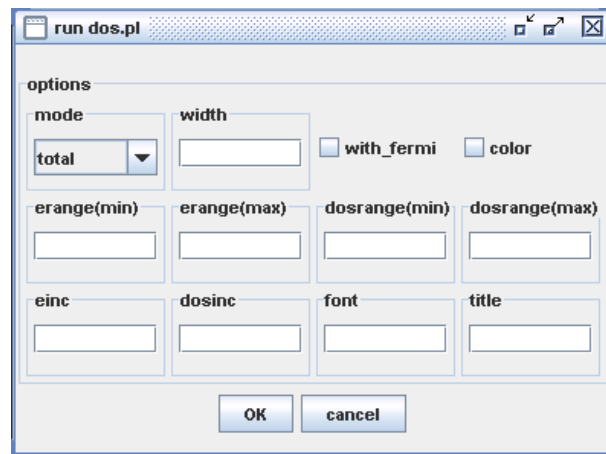 run dos.pl
options
mode width
total with_fermi color
erange(min) erange(max) dosrange(min) dosrange(max)
einc dosinc font title
OK cancel